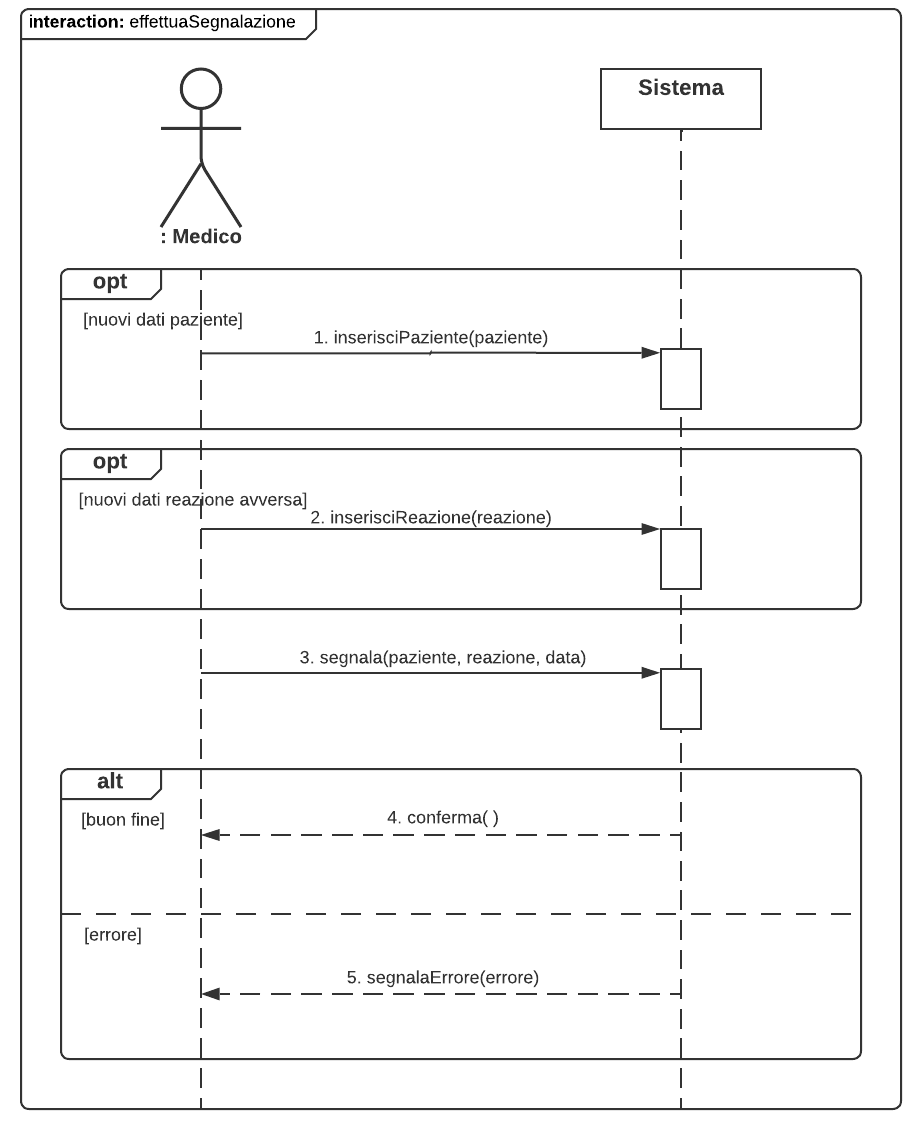 interaction: effettuaSegnalazione
Sistema
: Medico
opt
[nuovi dati paziente]
1. inserisciPaziente(paziente)
opt
[nuovi dati reazione avversa]
2. inserisciReazione(reazione)
3. segnala(paziente, reazione, data)
alt
[buon fine]
4. conferma( )
[errore]
5. segnalaErrore(errore)